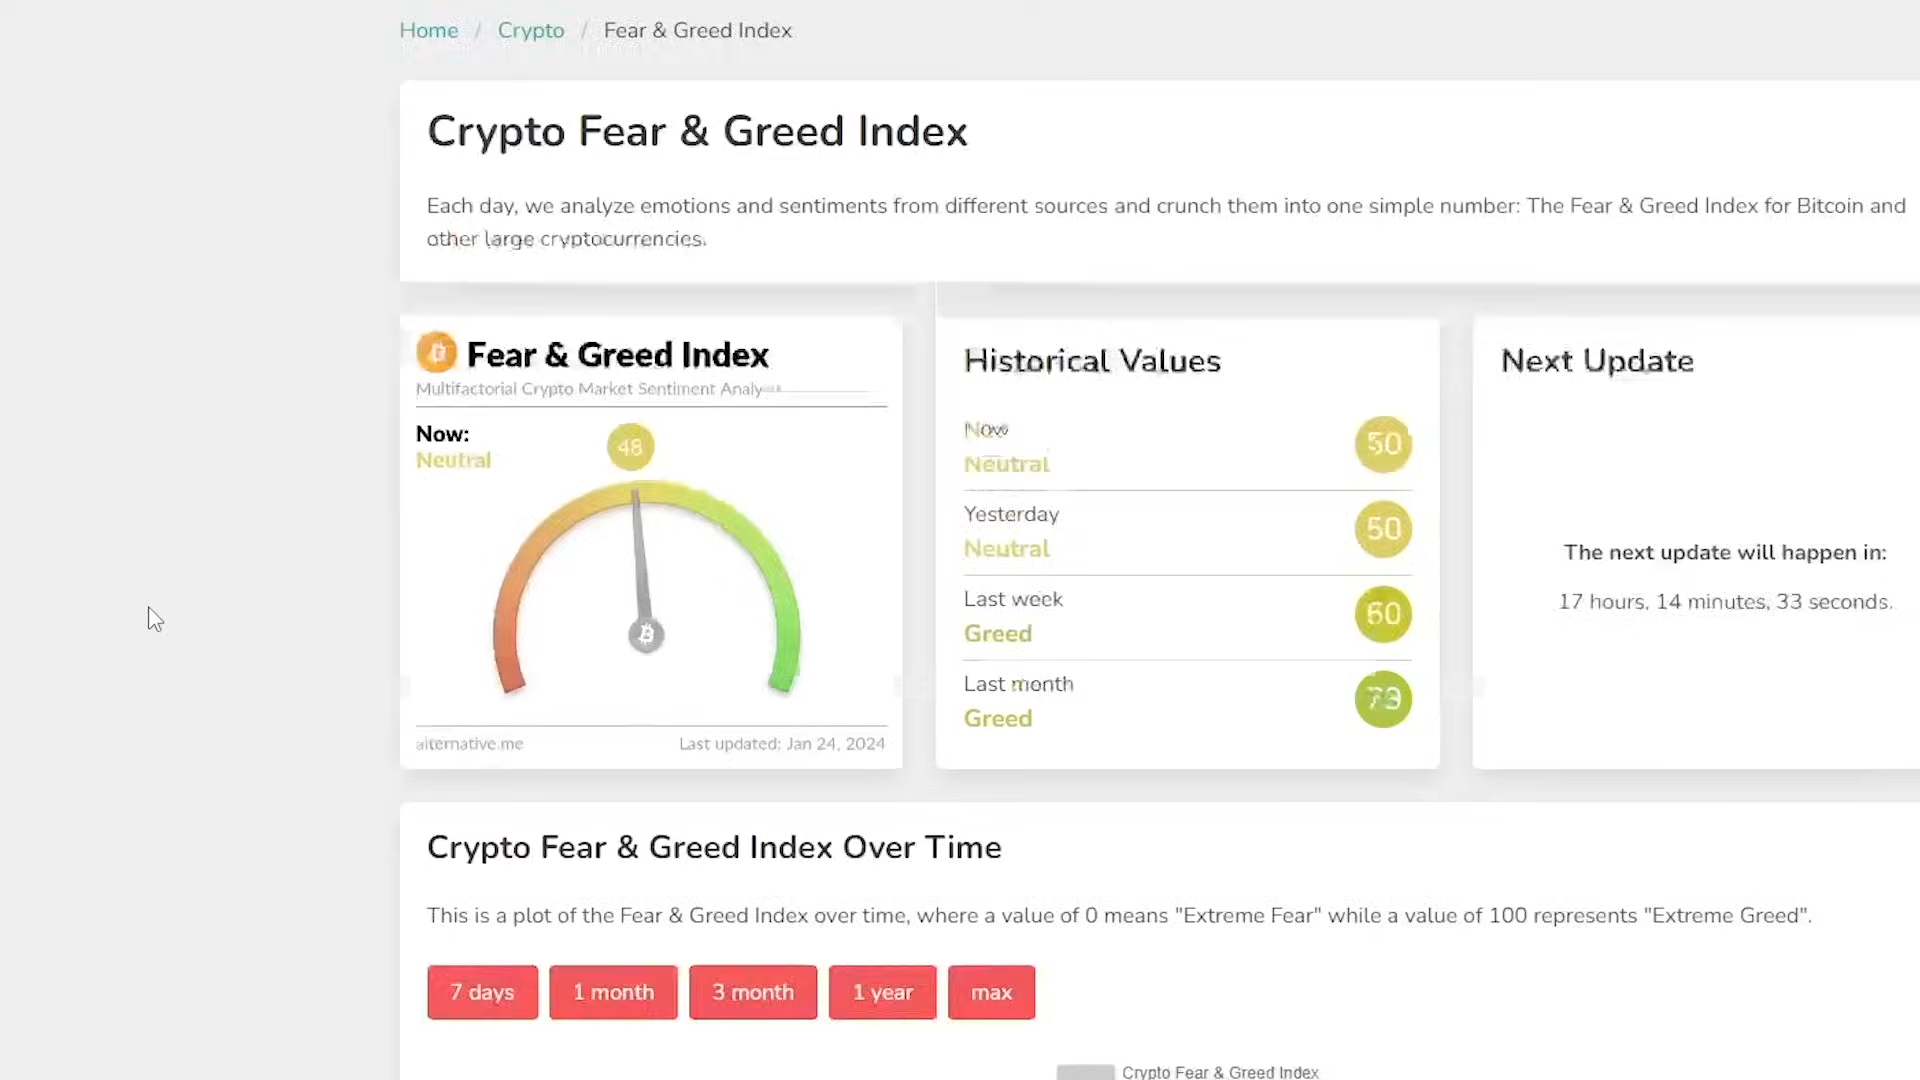 Home / Crypto / Fear & Greed Index
Crypto Fear & Greed Index
Each day, we analyze emotions and sentiments from different sources and crunch them into one simple number: The Fear & Greed Index for Bitcoin and
other large cryptocurrencies.
Fear & Greed Index
Multifactorial Crypto Market Sentiment
Now:
Neutral
48
alternative.me
Last updated: Jan 24, 2024
Historical Values
Now
Neutral
50
Yesterday
Neutral
50
Last week
Greed
60
Last month
Greed
Next Update
The next update will happen in:
17 hours, 14 minutes, 33 seconds.
Crypto Fear & Greed Index Over Time
This is a plot of the Fear & Greed Index over time, where a value of 0 means "Extreme Fear" while a value of 100 represents "Extreme Greed".
7 days
1 month
3 month
1 year
max
Crypto Fear & Greed Index